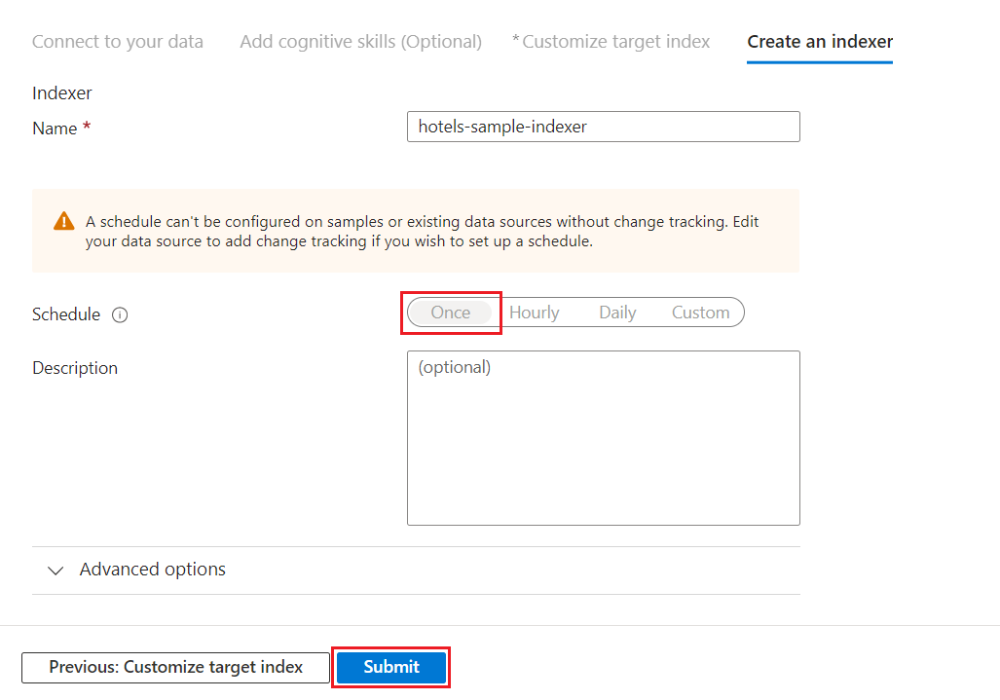 Connect to your data Add cognitive skills (Optional) *Customize target index Create an indexer
Indexer
Name * hotels-sample-indexer
A schedule can't be configured on samples or existing data sources without change tracking. Edit
your data source to add change tracking if you wish to set up a schedule.
Schedule Once Hourly Daily Custom
Description (optional)
Advanced options
Previous: Customize target index Submit